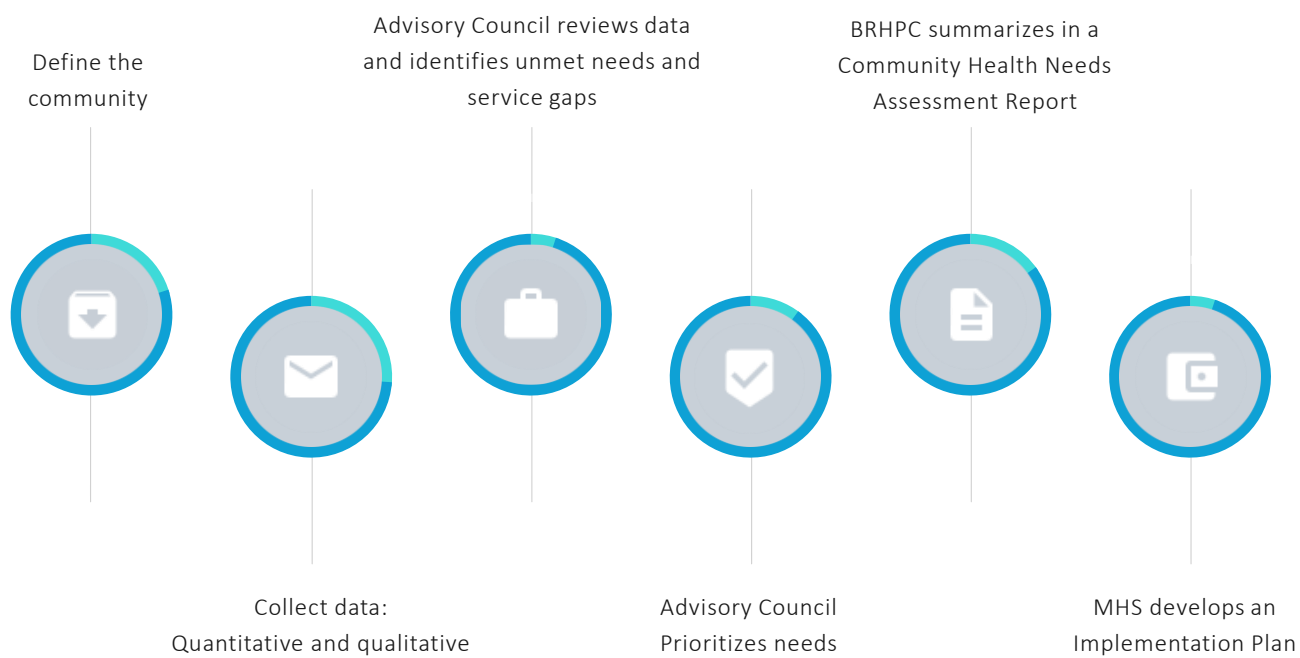 Define the
community
Collect data:
Quantitative and qualitative
Advisory Council reviews data
and identifies unmet needs and
service gaps
Advisory Council
Prioritizes needs
BRHPC summarizes in a
Community Health Needs
Assessment Report
MHS develops an
Implementation Plan